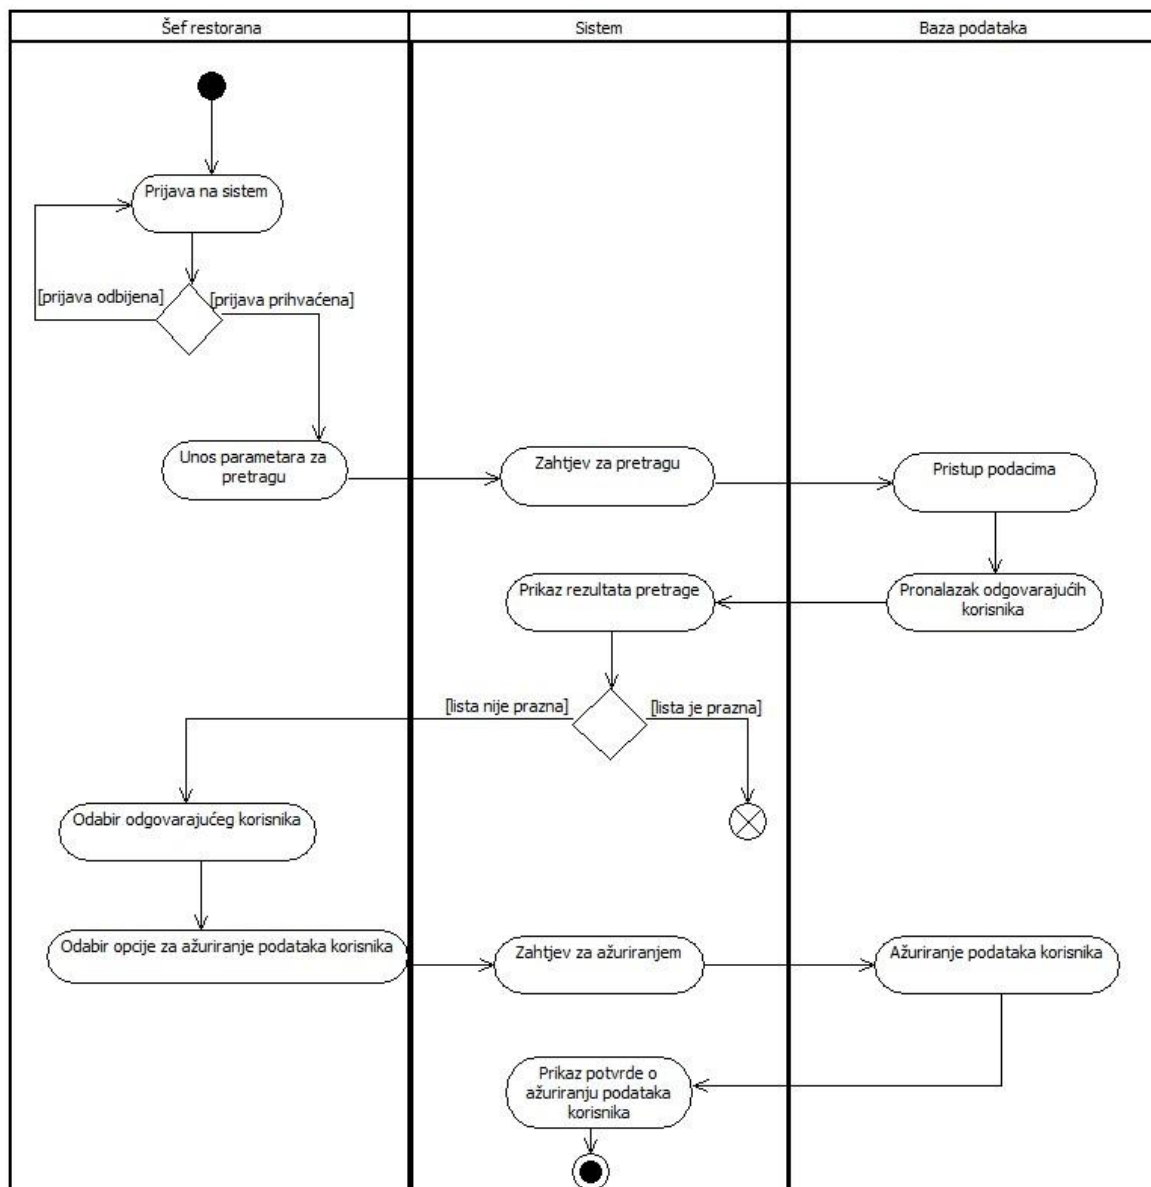 Šef restorana
Sistem
Baza podataka
Prijava na sistem
[prijava odbijena]
[prijava prihvaćena]
Unos parametara za
pretragu
Zahtjev za pretragu
Pristup podacima
Prikaz rezultata pretrage
Pronalazak odgovarajućih
korisnika
[lista nije prazna]
[lista je prazna]
Odabir odgovarajućeg korisnika
Odabir opcije za ažuriranje podataka korisnika
Zahtjev za ažuriranjem
Ažuriranje podataka korisnika
Prikaz potvrde o
ažuriranju podataka
korisnika